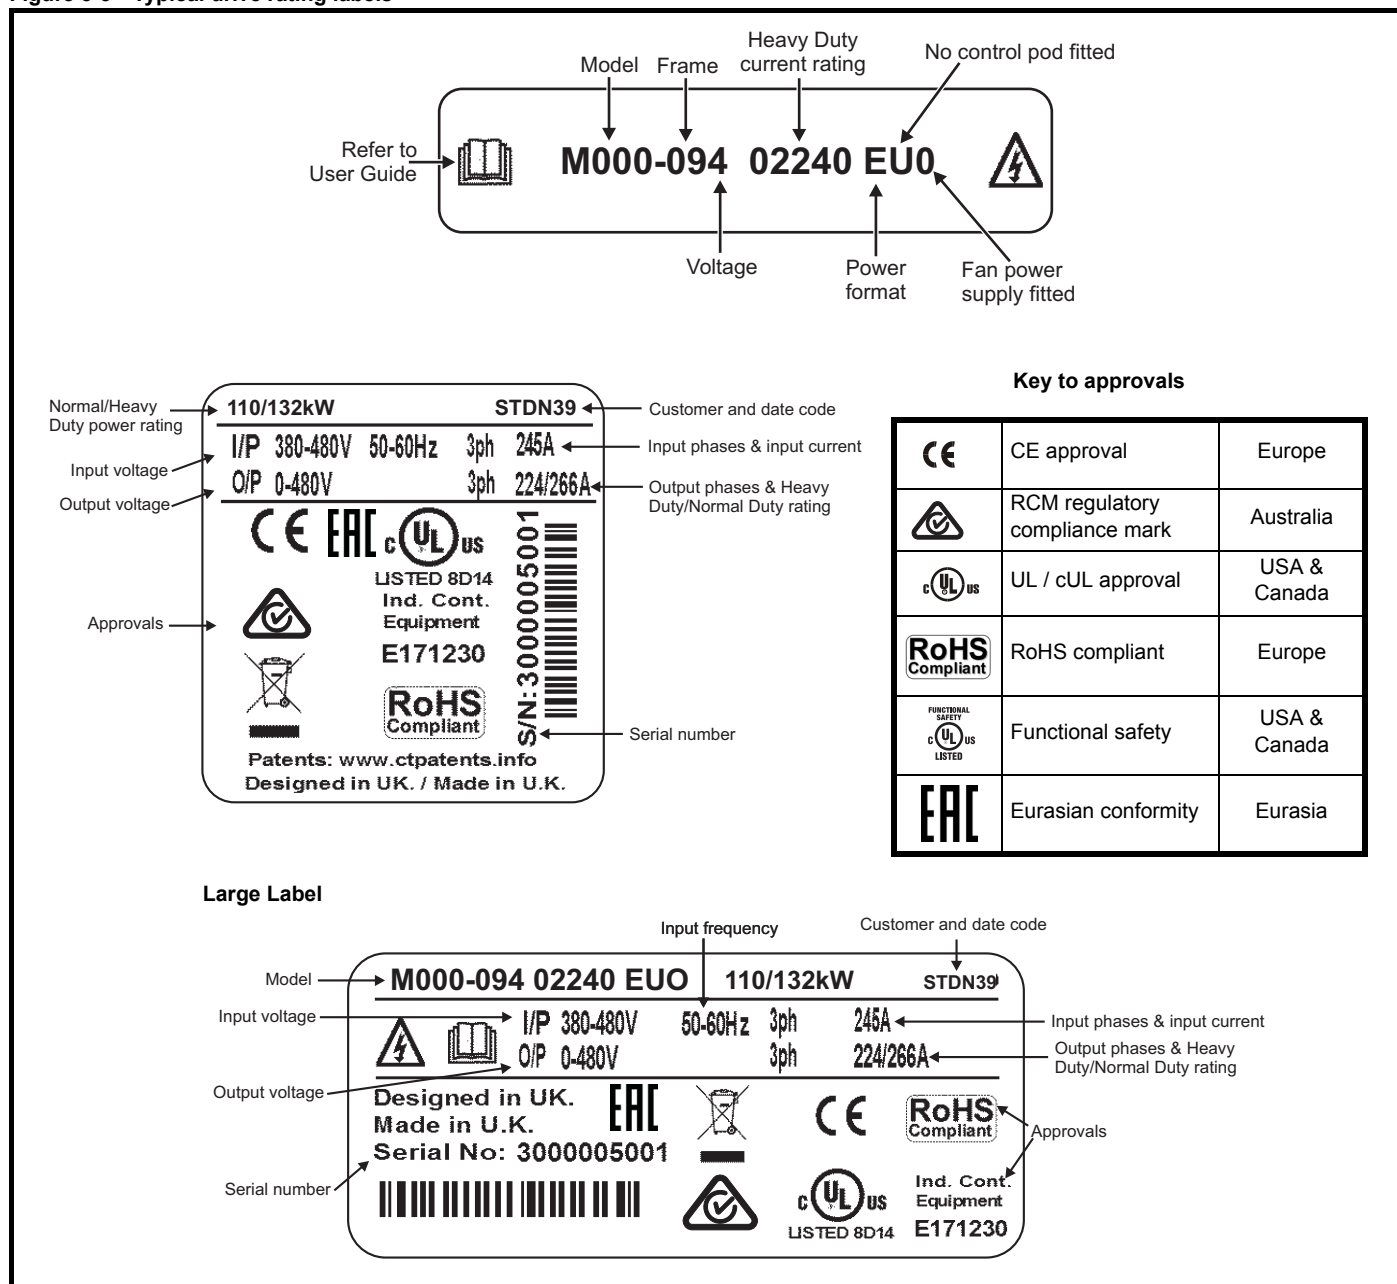 Figure 3-3 Typical drive rating labels
Heavy Duty
current rating
No control pod fitted
Model
Frame
Refer to
User Guide
M000-094 02240 EU0
Voltage
Power
format
Fan power
supply fitted
Normal/Heavy
Duty power rating
110/132kW
STDN39
Customer and date code
Input voltage
I/P 380-480V 50-60Hz 3ph 245A
Input phases & input current
Output voltage
O/P 0-480V 3ph 224/266A
Output phases & Heavy
Duty/Normal Duty rating
CE EAC c UL us
LISTED 8D14
Ind. Cont.
Equipment
E171230
Approvals
RoHS
Compliant
S/N:3000005001
Serial number
Patents: www.ctpatents.info
Designed in UK. / Made in U.K.
Key to approvals
CE CE approval Europe
RCM regulatory
compliance mark
Australia
c UL us UL / cUL approval
USA &
Canada
RoHS
Compliant
RoHS compliant Europe
FUNCTIONAL
SAFETY
c UL us
LISTED
Functional safety
USA &
Canada
EAC Eurasian conformity Eurasia
Large Label
Input frequency
Customer and date code
Model
M000-094 02240 EUO 110/132kW STDN39
Input voltage
I/P 380-480V 50-60Hz 3ph 245A
Input phases & input current
O/P 0-480V 3ph 224/266A
Output phases & Heavy
Duty/Normal Duty rating
Output voltage
Designed in UK.
Made in U.K.
Serial No: 3000005001
EAC
CE
RoHS
Compliant
Approvals
Serial number
c UL us
LISTED 8D14
Ind. Cont.
Equipment
E171230